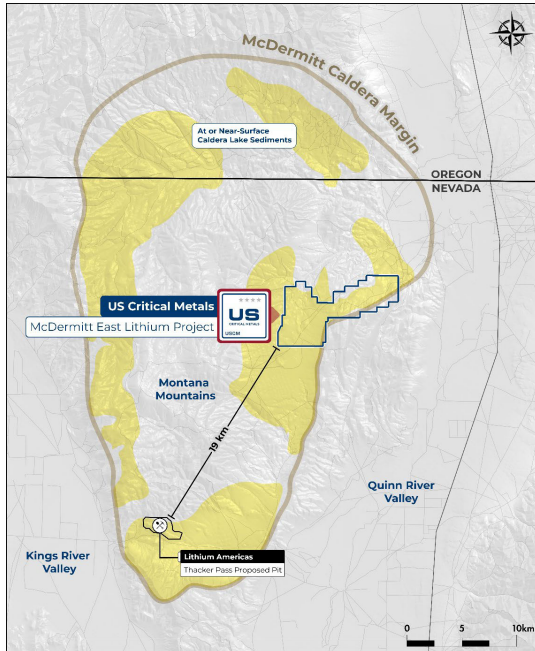 McDermitt Caldera Margin
At or Near-Surface
Caldera Lake Sediments
OREGON
NEVADA
US Critical Metals
McDermitt East Lithium Project
US
CRITICAL METALS
USCM
Montana
Mountains
19 km
Quinn River
Valley
Kings River
Valley
Lithium Americas
Thacker Pass Proposed Pit
0 5 10km